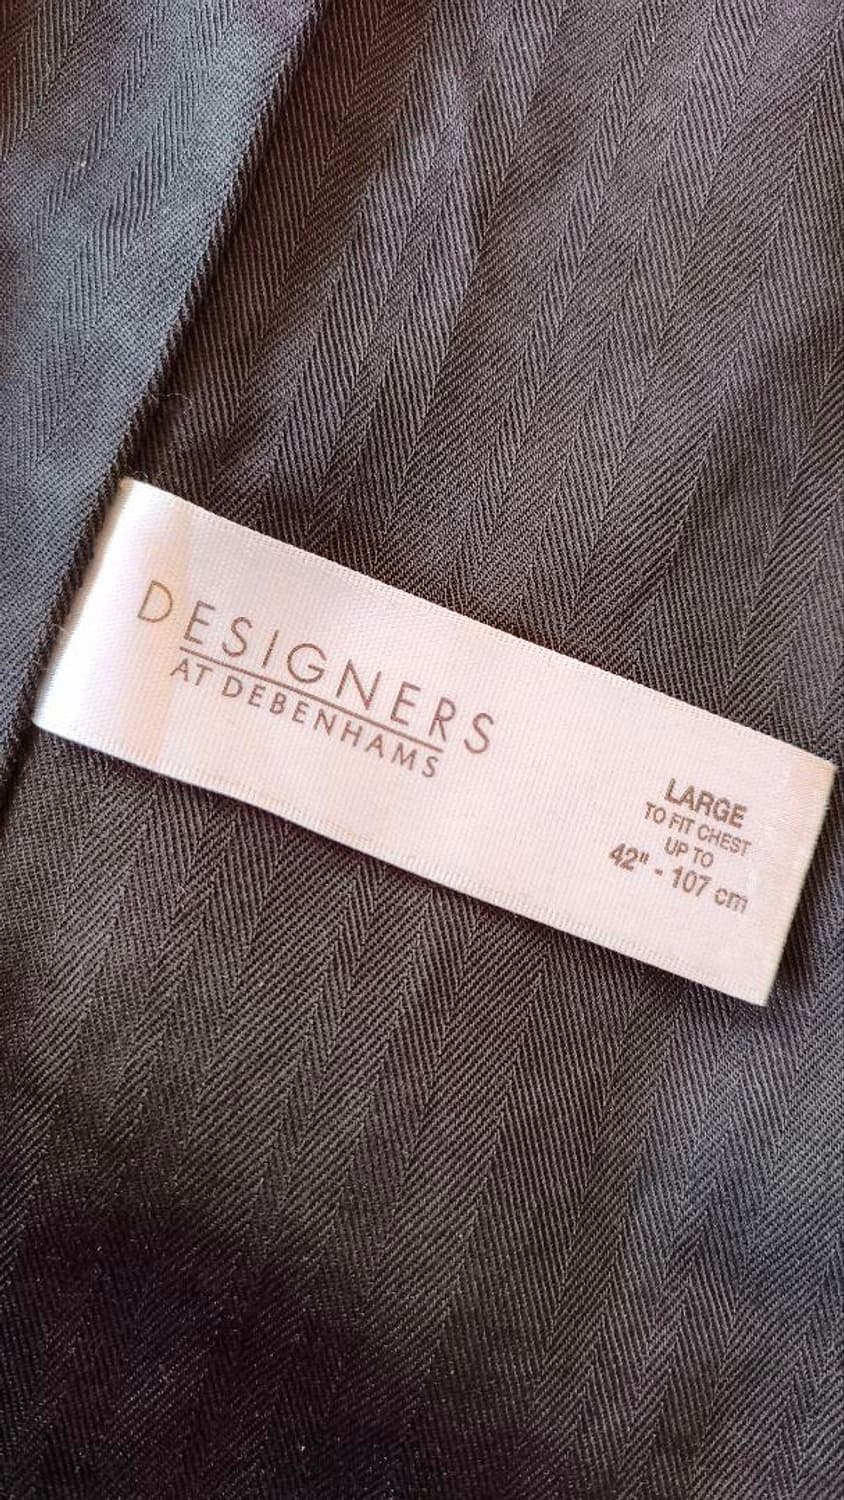 DESIGNERS
AT DEBENHAMS
LARGE
TO FIT CHEST
UP TO
42" - 107 cm